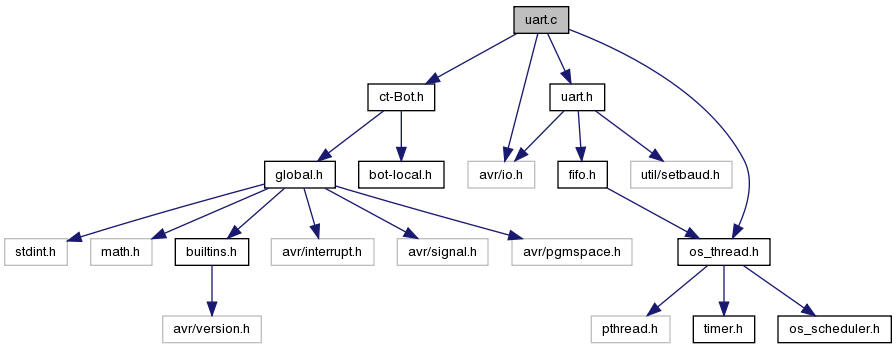 uart.c
ct-Bot.h
uart.h
global.h
bot-local.h
avr/io.h
fifo.h
util/setbaud.h
stdint.h
math.h
builtins.h
avr/interrupt.h
avr/signal.h
avr/pgmspace.h
os_thread.h
avr/version.h
pthread.h
timer.h
os_scheduler.h